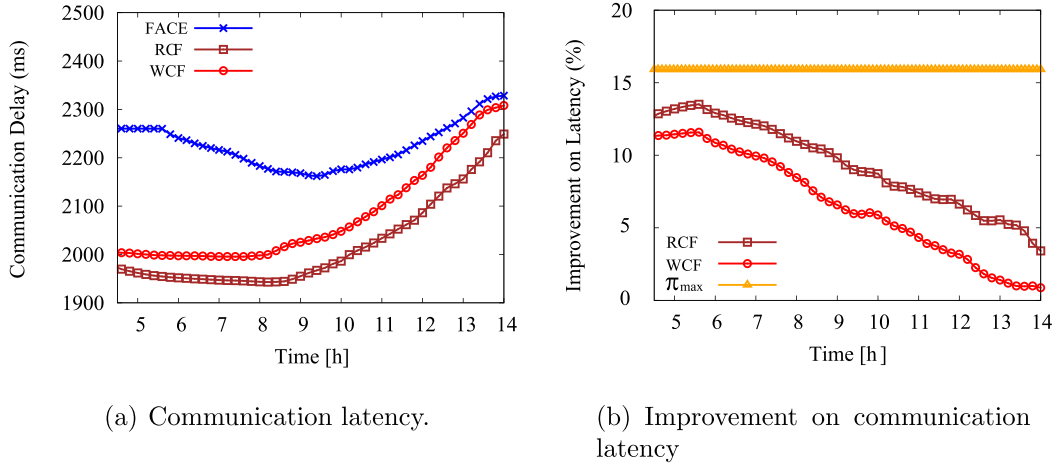 2500
2400
2300
2200
2100
2000
1900
Communication Delay (ms)
FACE
RCF
WCF
5 6 7 8 9 10 11 12 13 14
Time [h]
(a) Communication latency.
20
15
10
5
0
Improvement on Latency (%)
RCF
WCF
πmax
5 6 7 8 9 10 11 12 13 14
Time [h]
(b) Improvement on communication
latency